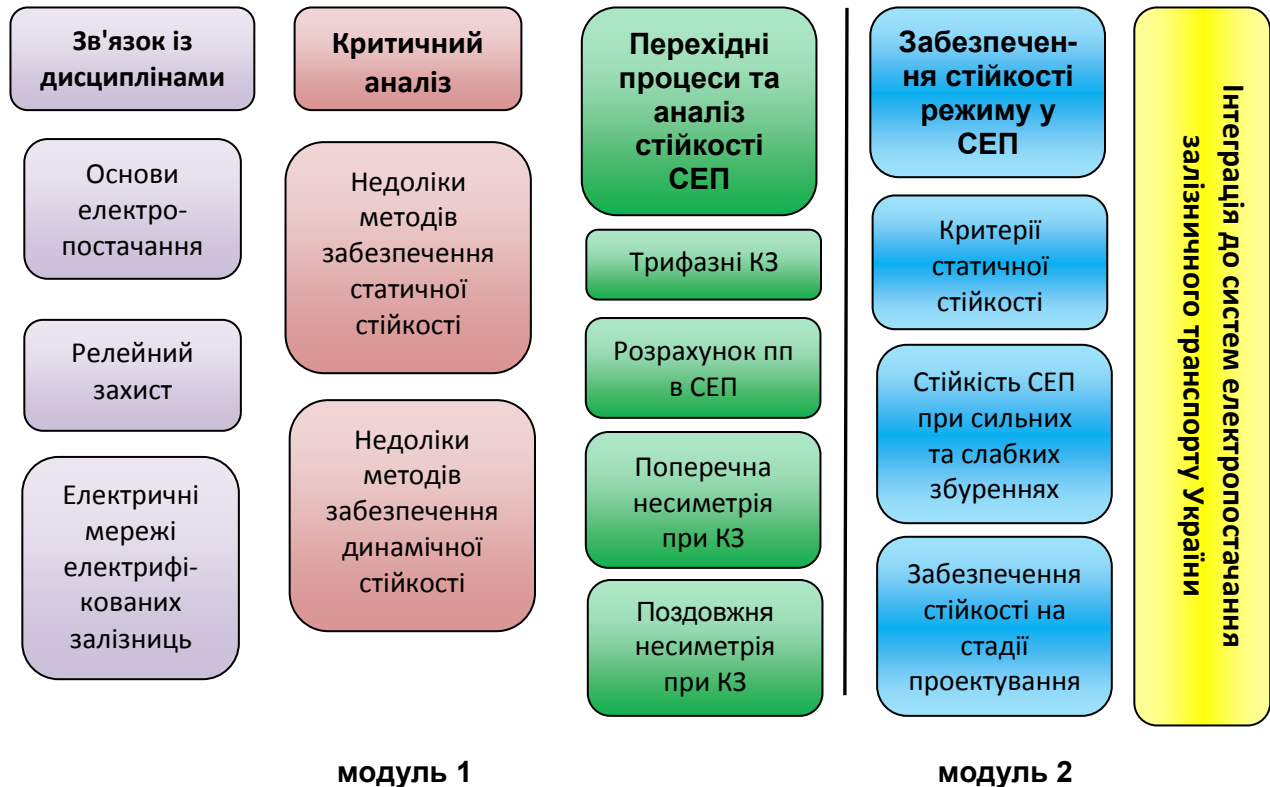 Зв'язок із
дисциплінами
Основи
електро-
постачання
Релейний
захист
Електричні
мережі
електрифі-
кованих
залізниць
Критичний
аналіз
Недоліки
методів
забезпечення
статичної
стійкості
Недоліки
методів
забезпечення
динамічної
стійкості
Перехідні
процеси та
аналіз
стійкості
СЕП
Трифазні КЗ
Розрахунок пп
в СЕП
Поперечна
несиметрія
при КЗ
Поздовжня
несиметрія
при КЗ
Забезпечен-
ня стійкості
режиму у
СЕП
Критерії
статичної
стійкості
Стійкість СЕП
при сильних
та слабких
збуреннях
Забезпечення
стійкості на
стадії
проектування
Інтеграція до систем електропостачання
залізничного транспорту України
модуль 1
модуль 2